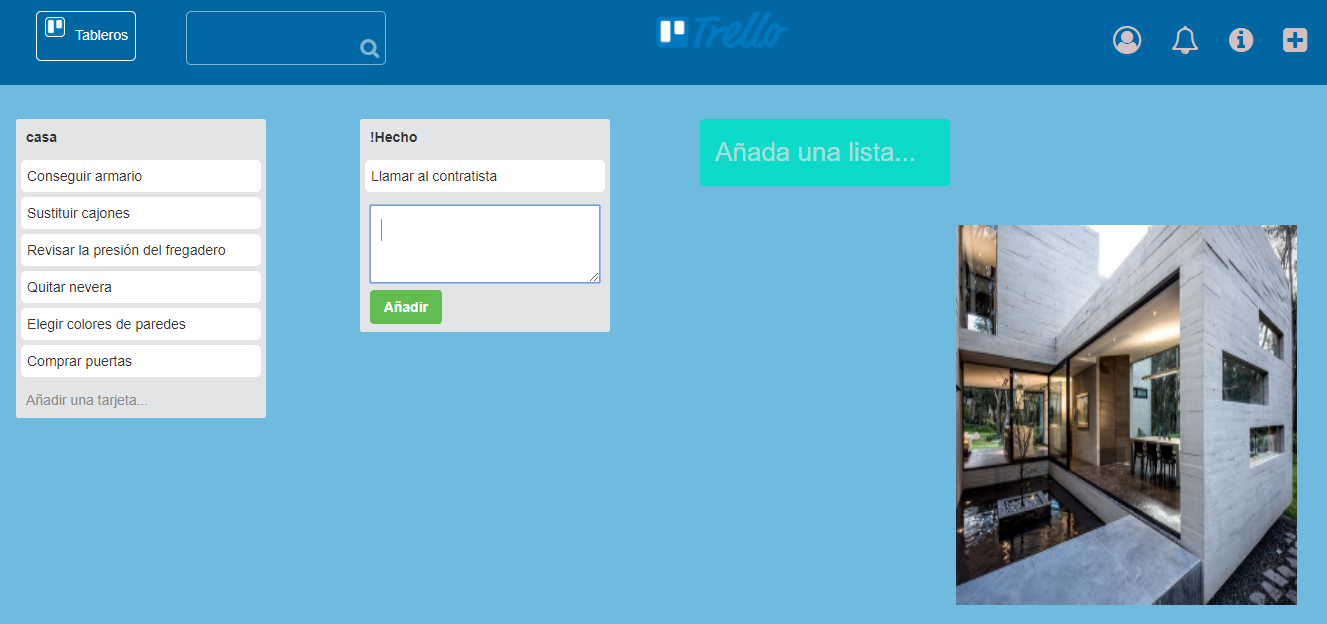 Tableros
Trello
casa
Conseguir armario
Sustituir cajones
Revisar la presión del fregadero
Quitar nevera
Elegir colores de paredes
Comprar puertas
Añadir una tarjeta...
!Hecho
Llamar al contratista
Añadir
Añada una lista...